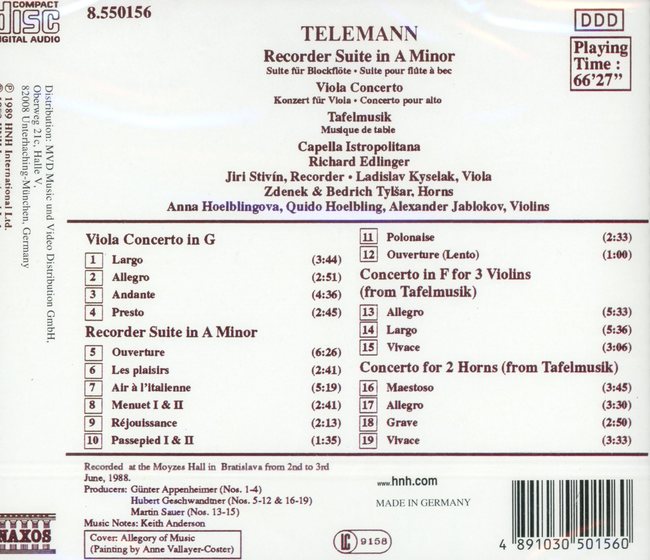 COMPACT
disc
DIGITAL AUDIO
8.550156
TELEMANN
DDD
Playing
Time :
66'27"
Recorder Suite in A Minor
Suite für Blockflöte • Suite pour flûte à bec
Viola Concerto
Konzert für Viola • Concerto pour alto
Tafelmusik
Musique de table
Capella Istropolitana
Richard Edlinger
Jiri Stivín, Recorder • Ladislav Kyselak, Viola
Zdenek & Bedrich Tylšar, Horns
Anna Hoelblingova, Quido Hoelbling, Alexander Jablokov, Violins
Viola Concerto in G
1 Largo (3:44)
2 Allegro (2:51)
3 Andante (4:36)
4 Presto (2:45)
Recorder Suite in A Minor
5 Ouverture (6:26)
6 Les plaisirs (2:41)
7 Air à l'italienne (5:19)
8 Menuet I & II (2:41)
9 Réjouissance (2:13)
10 Passepied I & II (1:35)
11 Polonaise (2:33)
12 Ouverture (Lento) (1:00)
Concerto in F for 3 Violins
(from Tafelmusik)
13 Allegro (5:33)
14 Largo (5:36)
15 Vivace (3:06)
Concerto for 2 Horns (from Tafelmusik)
16 Maestoso (3:45)
17 Allegro (3:30)
18 Grave (2:50)
19 Vivace (3:33)
Recorded at the Moyzes Hall in Bratislava from 2nd to 3rd
June, 1988.
Producers: Günter Appenheimer (Nos. 1-4)
Hubert Geschwandtner (Nos. 5-12 & 16-19)
Martin Sauer (Nos. 13-15)
Music Notes: Keith Anderson
Cover: Allegory of Music
(Painting by Anne Vallayer-Coster)
www.hnh.com
MADE IN GERMANY
LC 9158
4 891030 501560
NAXOS
Distribution: MVD Music and Video Distribution GmbH,
Oberweg 21c, Halle V.
82008 Unterhaching-München, Germany
℗ 1989 HNH International Ltd.